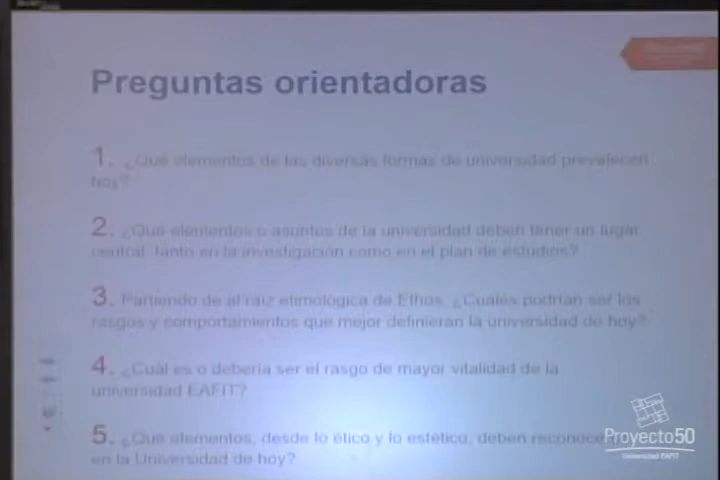 Preguntas orientadoras
1. ¿Qué elementos de las diversas formas de universidad prevalecen
hoy?
2. ¿Qué elementos o asuntos de la universidad deben tener un lugar
central, tanto en la investigación como en el plan de estudios?
3. Partiendo de al raíz etimológica de Ethos. ¿Cuáles podrían ser los
rasgos y comportamientos que mejor definieran la universidad de hoy?
4. ¿Cuál es o debería ser el rasgo de mayor vitalidad de la
universidad EAFIT?
5. ¿Qué elementos, desde lo ético y lo estético, deben
en la Universidad de hoy?
Proyecto50
Universidad EAFIT